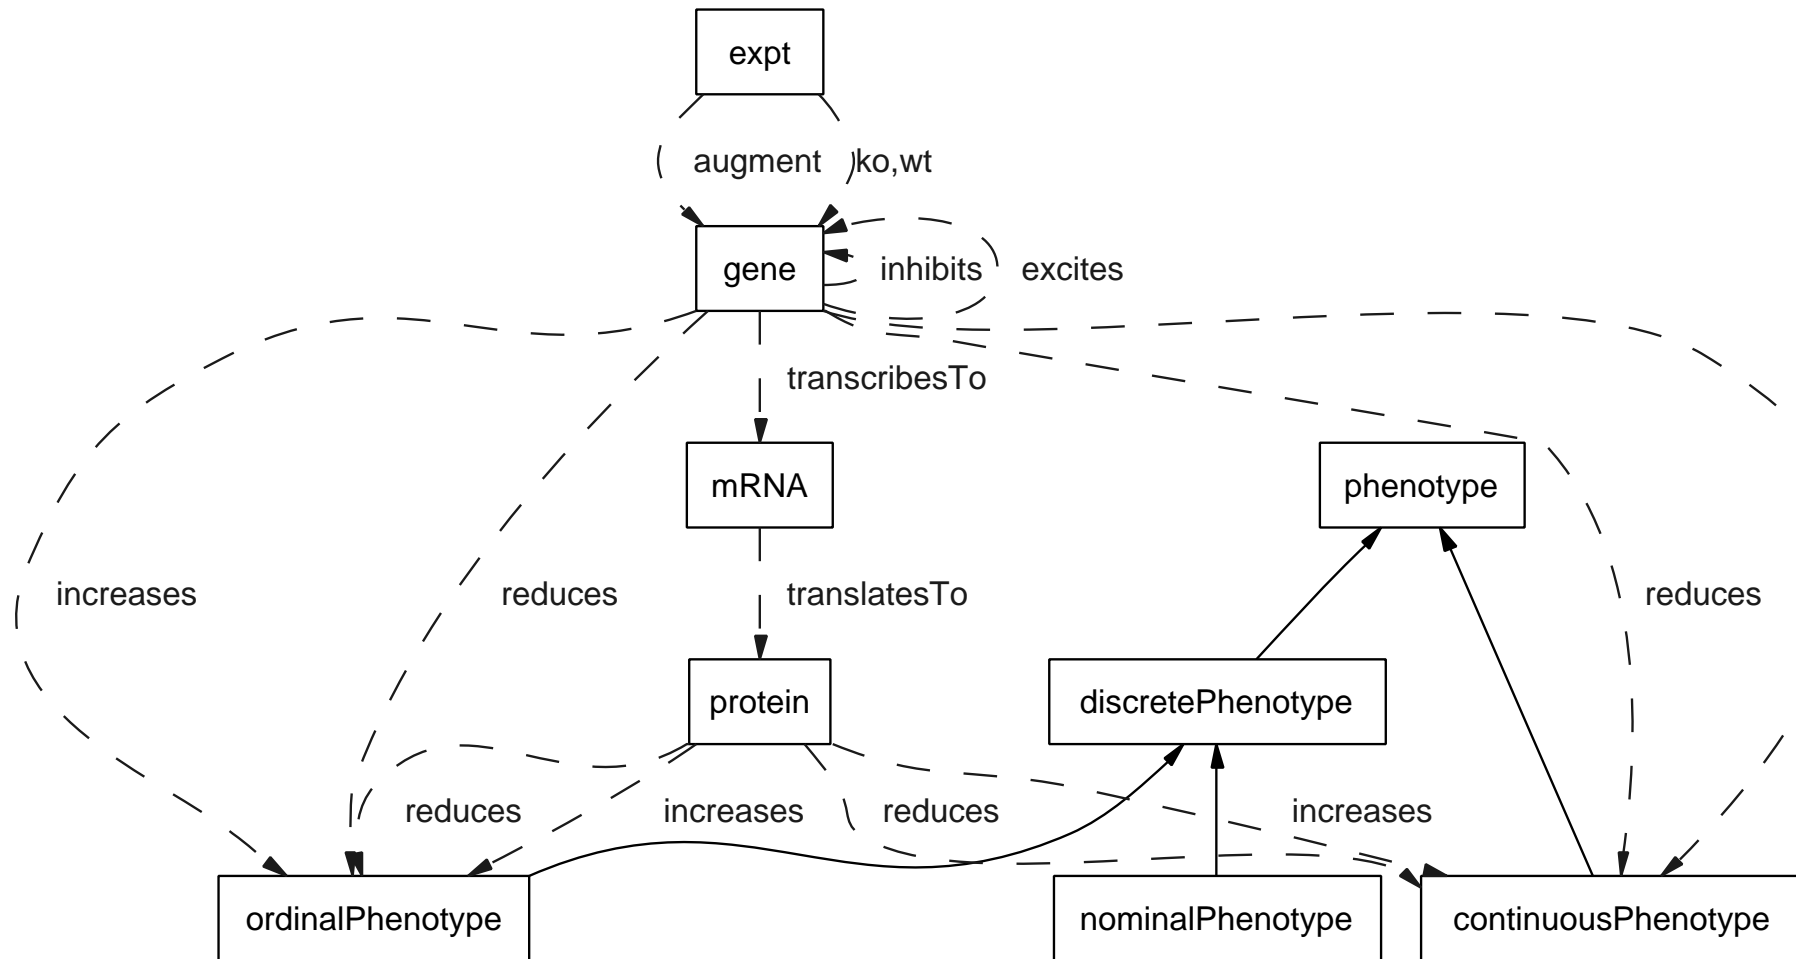 expt
augment
ko,wt
gene
inhibits
excites
transcribesTo
mRNA
phenotype
increases
reduces
translatesTo
reduces
protein
discretePhenotype
reduces
increases
reduces
increases
ordinalPhenotype
nominalPhenotype
continuousPhenotype